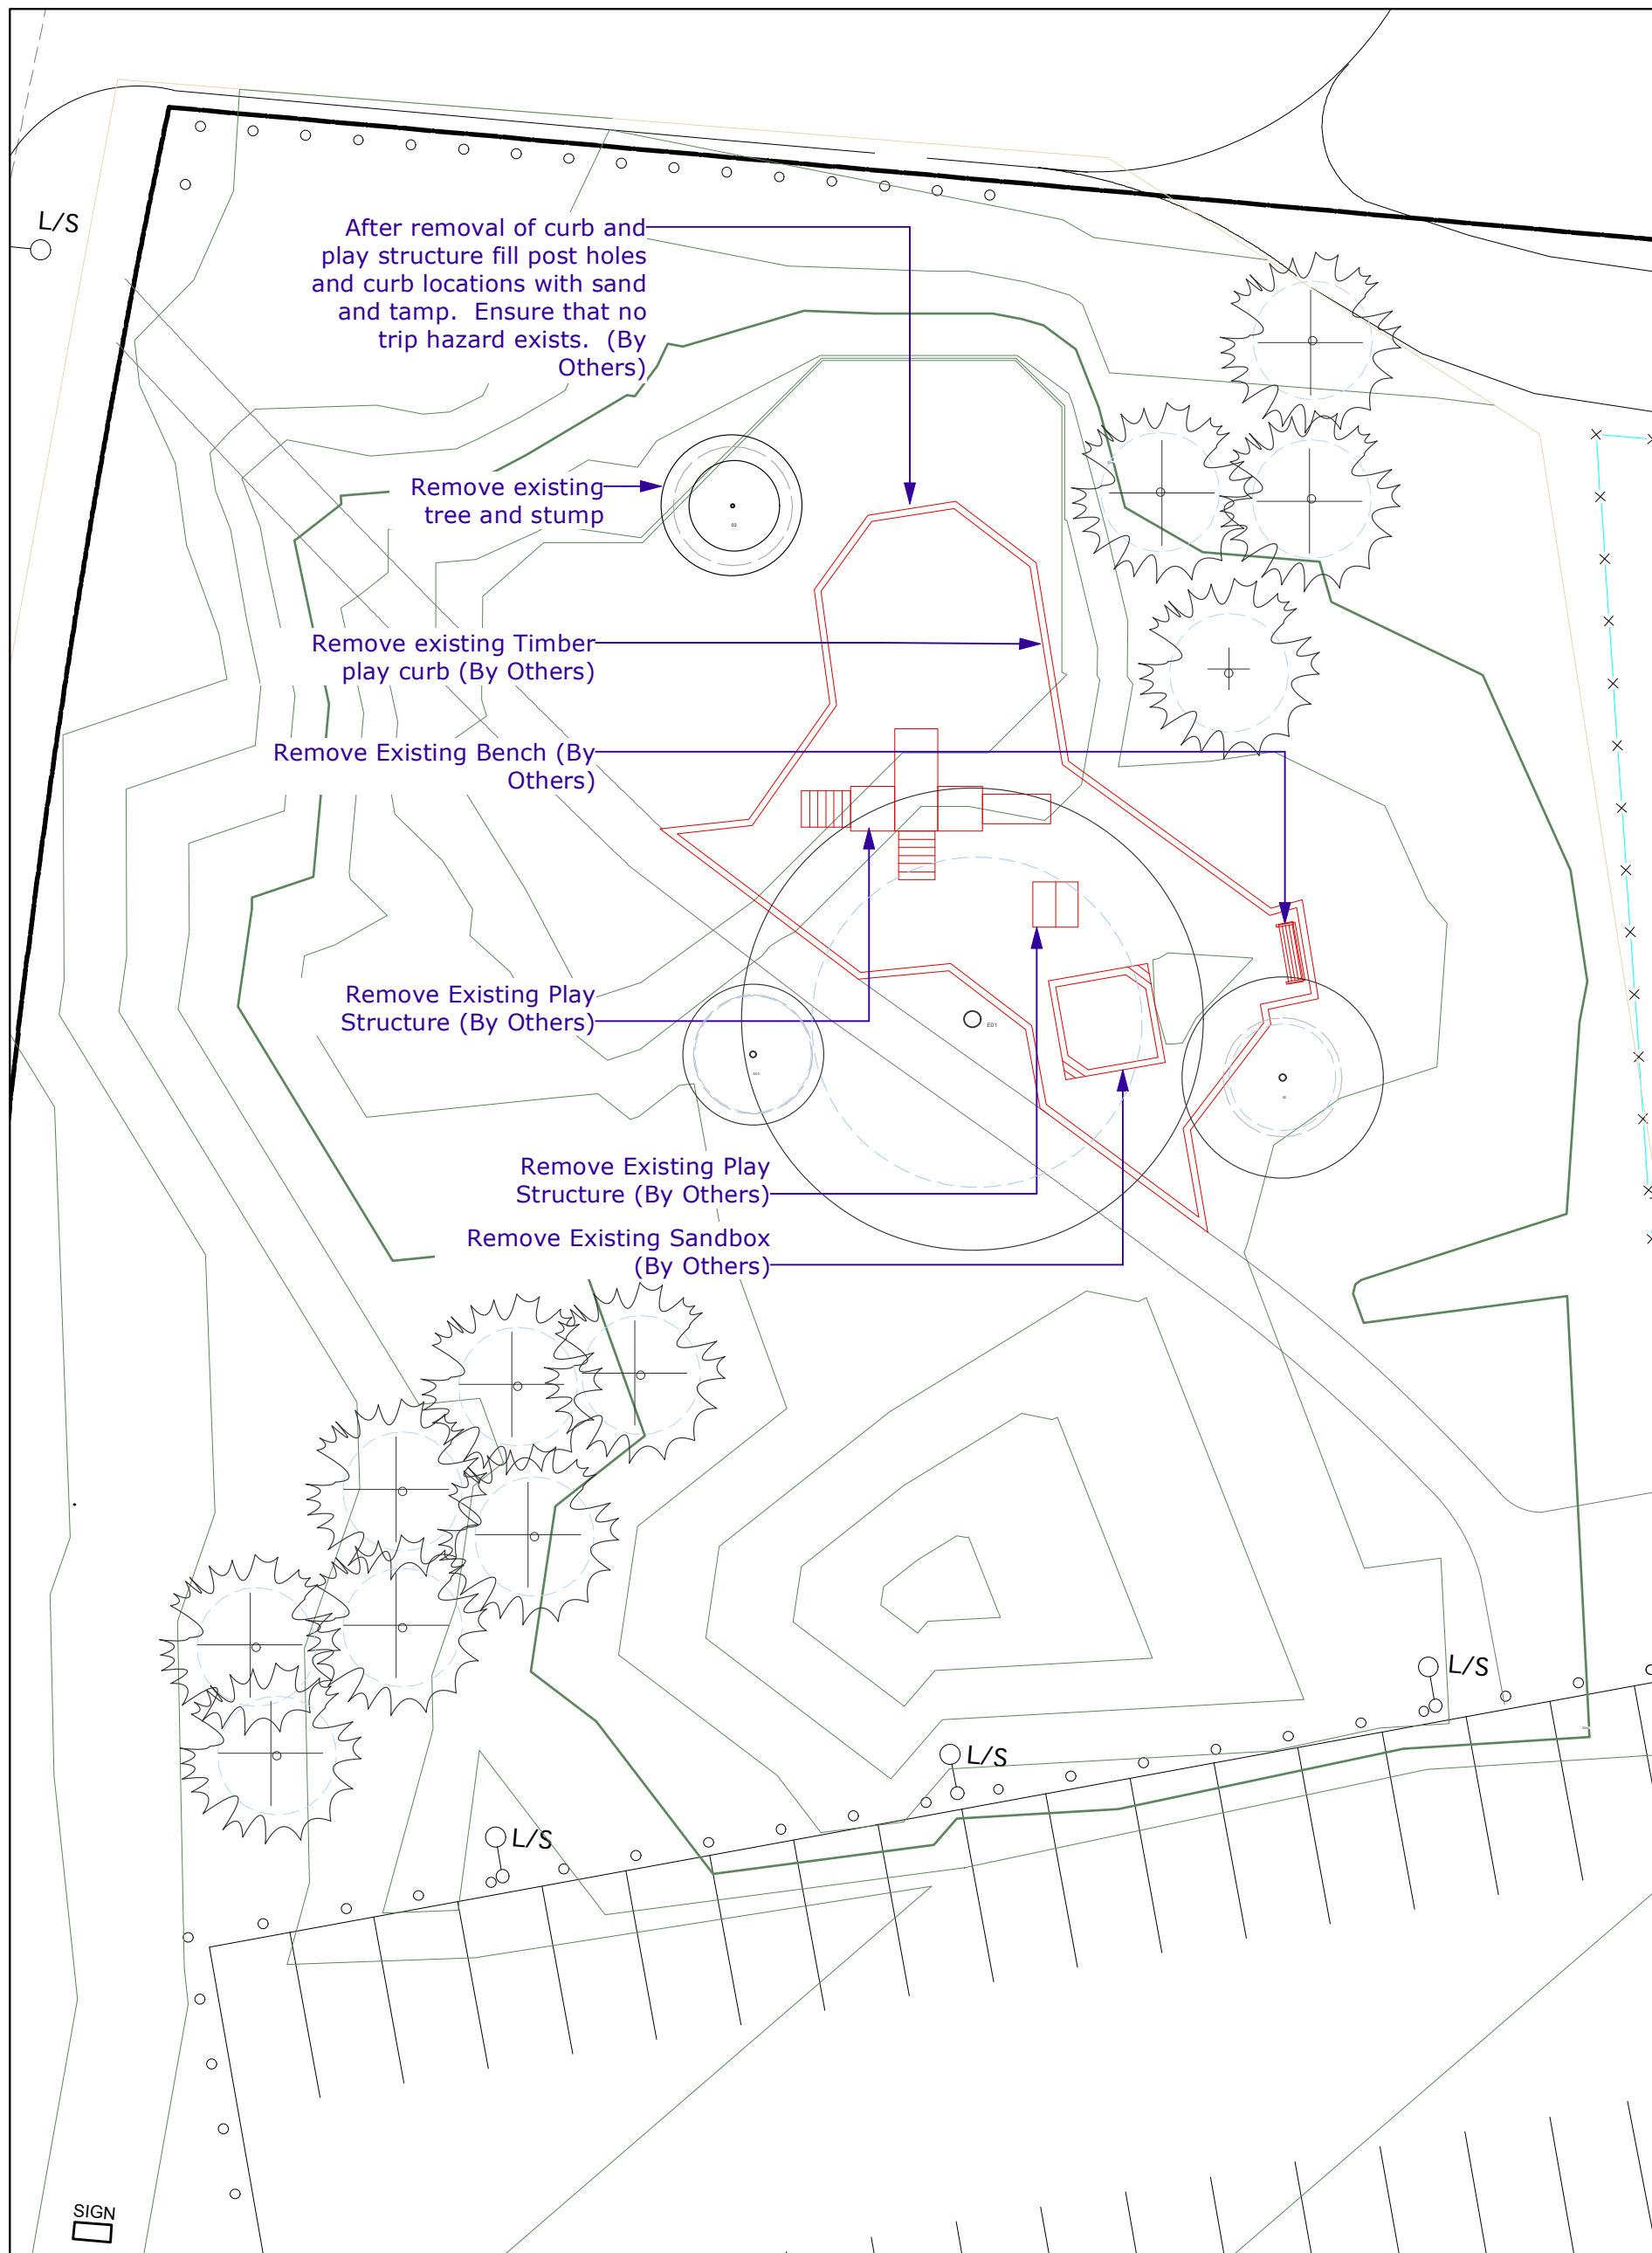 L/S
After removal of curb and
play structure fill post holes
and curb locations with sand
and tamp.  Ensure that no
trip hazard exists.  (By
Others)
Remove existing
tree and stump
Remove existing Timber
play curb (By Others)
Remove Existing Bench (By
Others)
Remove Existing Play
Structure (By Others)
E01
Remove Existing Play
Structure (By Others)
Remove Existing Sandbox
(By Others)
L/S
L/S
L/S
SIGN